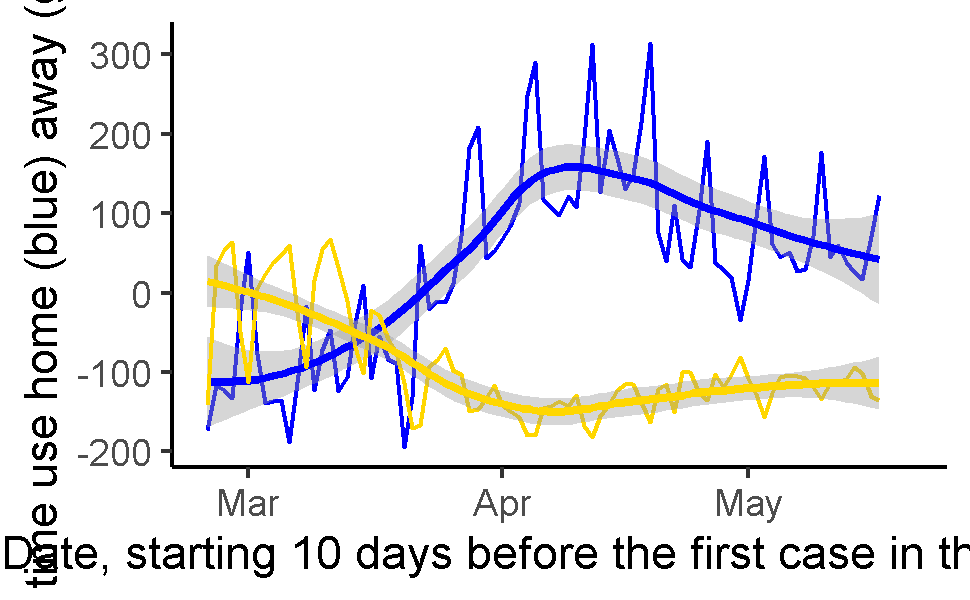 time use home (blue) away (
300
200
100
0
-100
-200
Mar Apr May
Date, starting 10 days before the first case in th